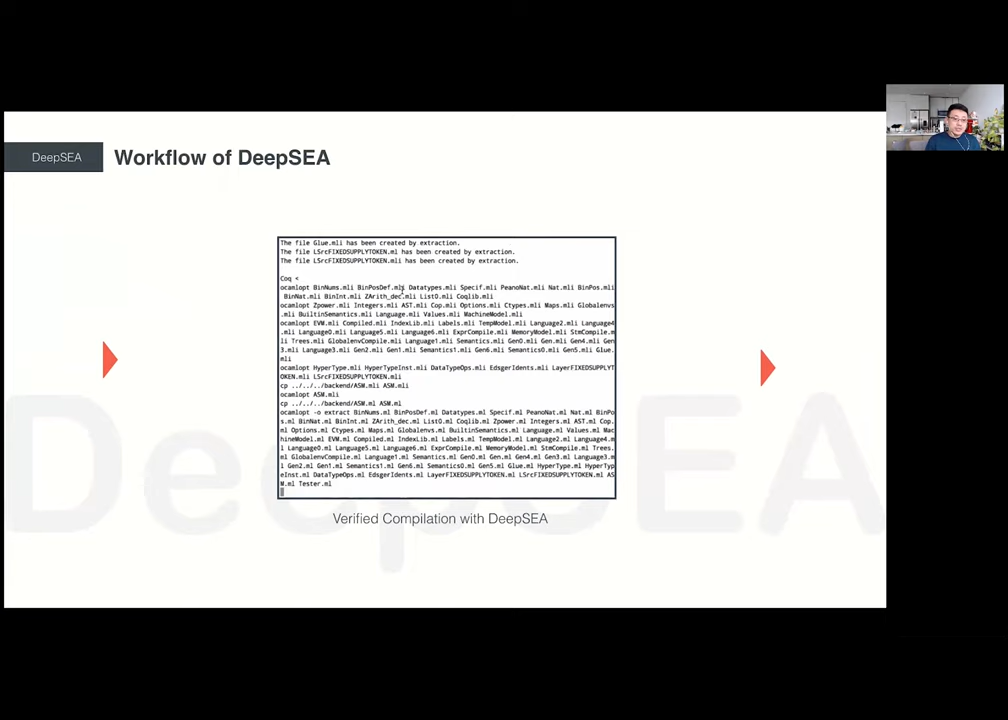 DeepSEA
Workflow of DeepSEA
The file Glue.mli has been created by extraction.
The file LSrcFIXEDSUPPLYTOKEN.ml has been created by extraction.
The file LSrcFIXEDSUPPLYTOKEN.mli has been created by extraction.
Coq <
ocamlopt BinNums.mli BinPosDef.mli Datatypes.mli Specif.mli PeanoNat.mli Nat.mli BinPos.mli
BinNat.mli BinInt.mli ZArith_dec.mli List0.mli Coqlib.mli
ocamlopt Zpower.mli Integers.mli AST.mli Cop.mli Options.mli Ctypes.mli Maps.mli Globalenvs
.mli BuiltinSemantics.mli Language.mli Values.mli MachineModel.mli
ocamlopt EVM.mli Compiled.mli IndexLib.mli Labels.mli TempModel.mli Language2.mli Language4
.mli Language5.mli Language6.mli ExprCompile.mli MemoryModel.mli StmCompile.m
li Trees.mli GlobalenvCompile.mli Language1.mli Semantics.mli Gen0.mli Gen.mli Gen4.mli Gen
3.mli Language3.mli Gen2.mli Gen1.mli Semantics1.mli Gen6.mli Semantics0.mli Gen5.mli Glue.
mli
ocamlopt HyperType.mli HyperTypeInst.mli DataTypeOps.mli EdsgerIdents.mli LayerFIXEDSUPPLYT
OKEN.mli LSrcFIXEDSUPPLYTOKEN.mli
cp ../../../backend/ASM.mli ASM.mli
ocamlopt ASM.mli
cp ../../../backend/ASM.ml ASM.ml
ocamlopt -o extract BinNums.ml BinPosDef.ml Datatypes.ml Specif.ml PeanoNat.ml Nat.ml BinPo
s.ml BinNat.ml BinInt.ml ZArith_dec.ml List0.ml Coqlib.ml Zpower.ml Integers.ml AST.ml Cop.
ml Options.ml Ctypes.ml Maps.ml Globalenvs.ml BuiltinSemantics.ml Language.ml Values.ml Mac
hineModel.ml EVM.ml Compiled.ml IndexLib.ml Labels.ml TempModel.ml Language2.ml Language4.m
l Language0.ml Language5.ml Language6.ml ExprCompile.ml MemoryModel.ml StmCompile.ml Trees.
ml GlobalenvCompile.ml Language1.ml Semantics.ml Gen0.ml Gen.ml Gen4.ml Gen3.ml Language3.m
l Gen2.ml Gen1.ml Semantics1.ml Gen6.ml Semantics0.ml Gen5.ml Glue.ml HyperType.ml HyperTyp
eInst.ml DataTypeOps.ml EdsgerIdents.ml LayerFIXEDSUPPLYTOKEN.ml LSrcFIXEDSUPPLYTOKEN.ml AS
M.ml Tester.ml
Verified Compilation with DeepSEA
DeepSEA